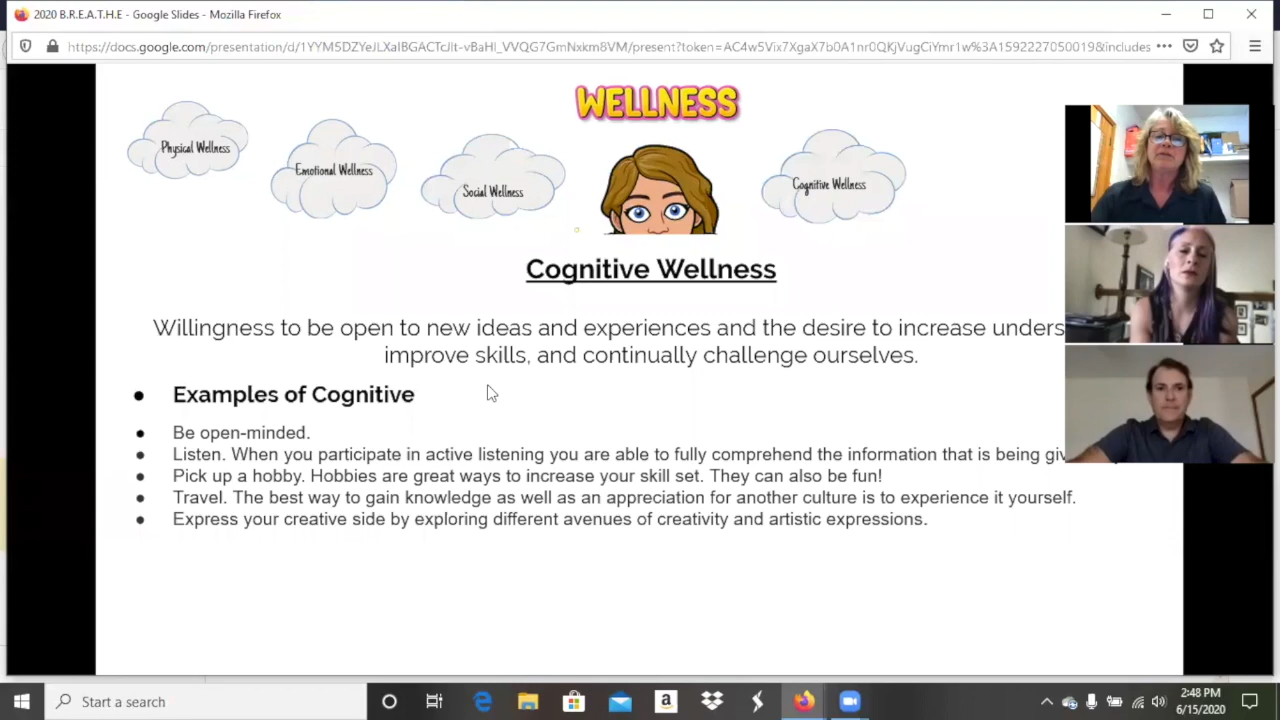 2020 B.R.E.A.T.H.E - Google Slides - Mozilla Firefox
WELLNESS
Physical Wellness
Emotional Wellness
Social Wellness
Cognitive Wellness
Cognitive Wellness
Willingness to be open to new ideas and experiences and the desire to increase unders
improve skills, and continually challenge ourselves.
● Examples of Cognitive
● Be open-minded.
● Listen. When you participate in active listening you are able to fully comprehend the information that is being giv
● Pick up a hobby. Hobbies are great ways to increase your skill set. They can also be fun!
● Travel. The best way to gain knowledge as well as an appreciation for another culture is to experience it yourself.
● Express your creative side by exploring different avenues of creativity and artistic expressions.
Start a search
2:48 PM
6/15/2020